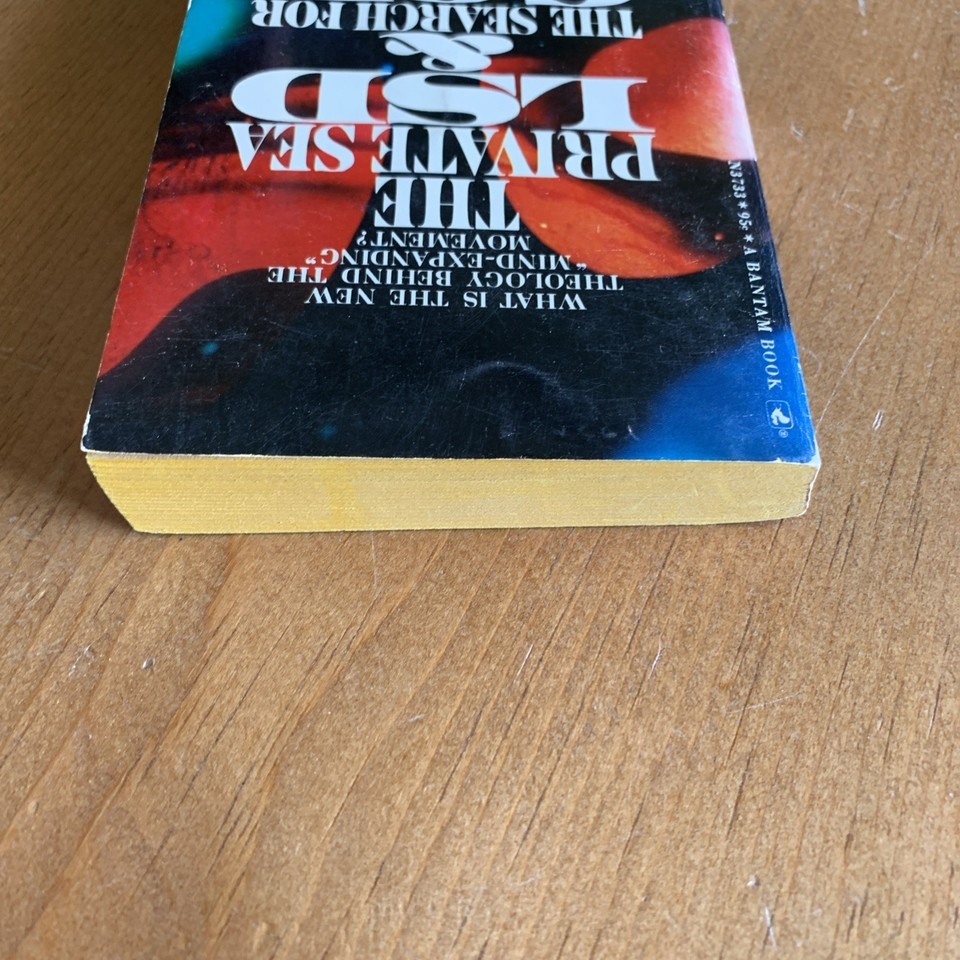 WHAT IS THE NEW
THEOLOGY BEHIND THE
"MIND-EXPANDING"
MOVEMENT?
THE
PRIVATE SEA
LSD
&
THE SEARCH FOR
N3733 * 95¢ * A BANTAM BOOK
®